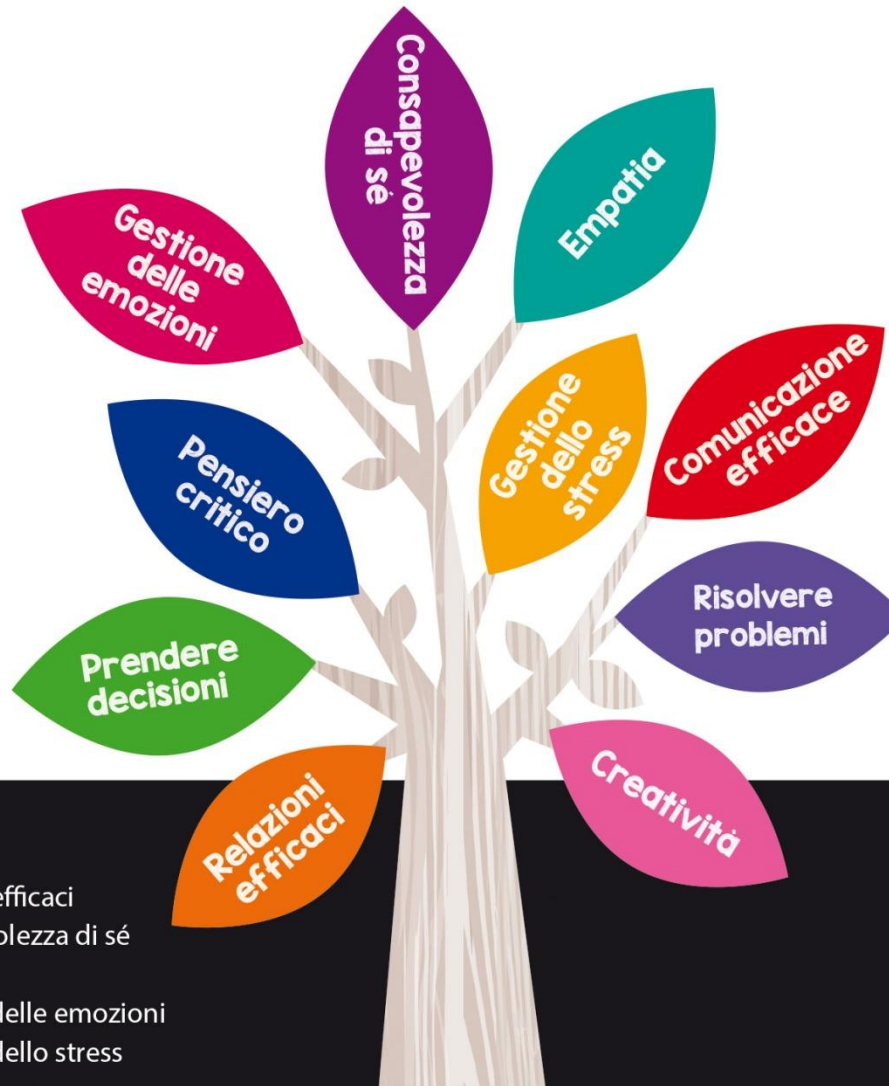 Consapevolezza
di sé
Empatia
Gestione
delle
emozioni
Gestione
dello
stress
Comunicazione
efficace
Pensiero
critico
Risolvere
problemi
Prendere
decisioni
Relazioni
efficaci
Creatività
efficaci
di sé
delle emozioni
dello stress